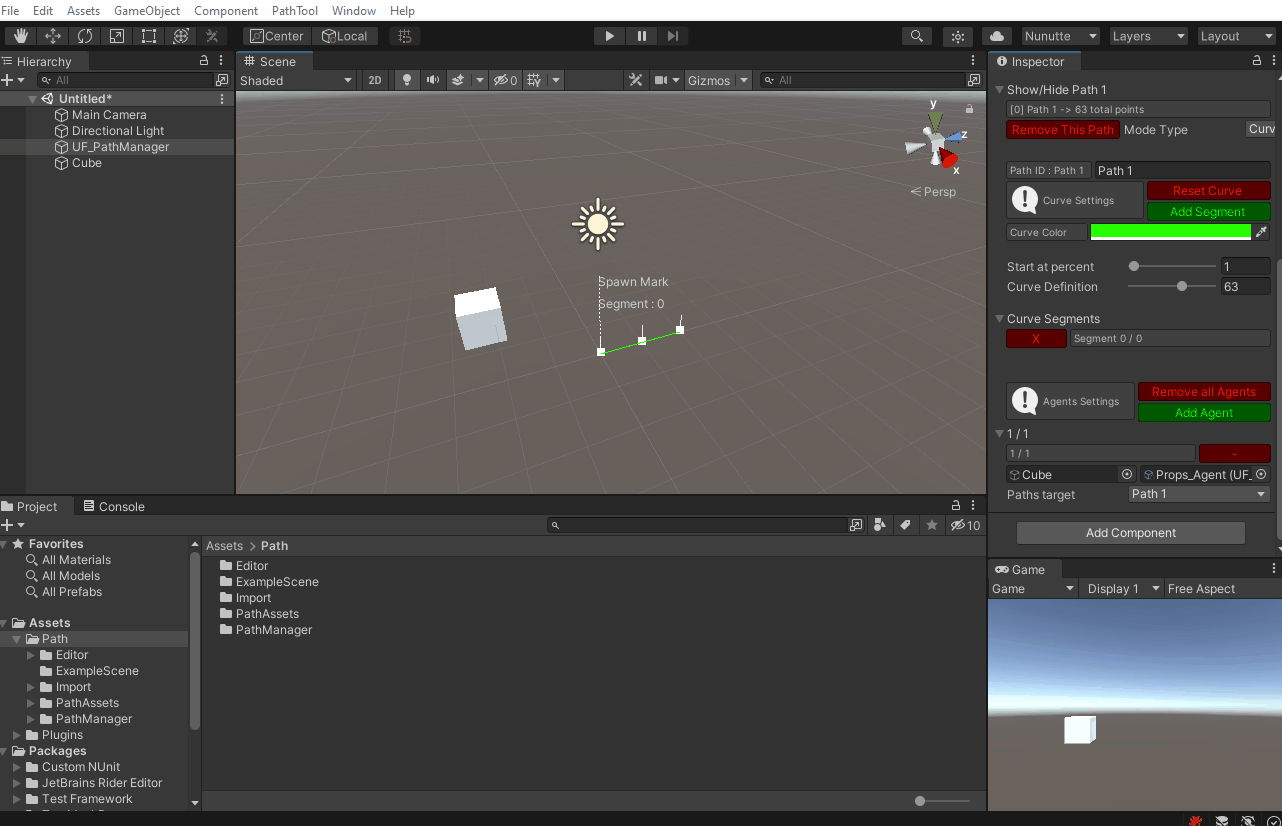 File Edit Assets GameObject Component PathTool Window Help
Center Local Nunutte Layers Layout
Hierarchy
All
Untitled*
Main Camera
Directional Light
UF_PathManager
Cube
Scene
Shaded 2D 0 Gizmos All
y
z
x
Persp
Spawn Mark
Segment : 0
Inspector
Show/Hide Path 1
[0] Path 1 -> 63 total points
Remove This Path Mode Type Curv
Path ID : Path 1 Path 1
Curve Settings
Reset Curve
Add Segment
Curve Color
Start at percent 1
Curve Definition 63
Curve Segments
X Segment 0 / 0
Agents Settings
Remove all Agents
Add Agent
1 / 1
1 / 1 -
Cube Props_Agent (UF_
Paths target Path 1
Add Component
Project Console
10
Favorites
All Materials
All Models
All Prefabs
Assets
Path
Editor
ExampleScene
Import
PathAssets
PathManager
Plugins
Packages
Custom NUnit
JetBrains Rider Editor
Test Framework
Assets > Path
Editor
ExampleScene
Import
PathAssets
PathManager
Game
Game Display 1 Free Aspect